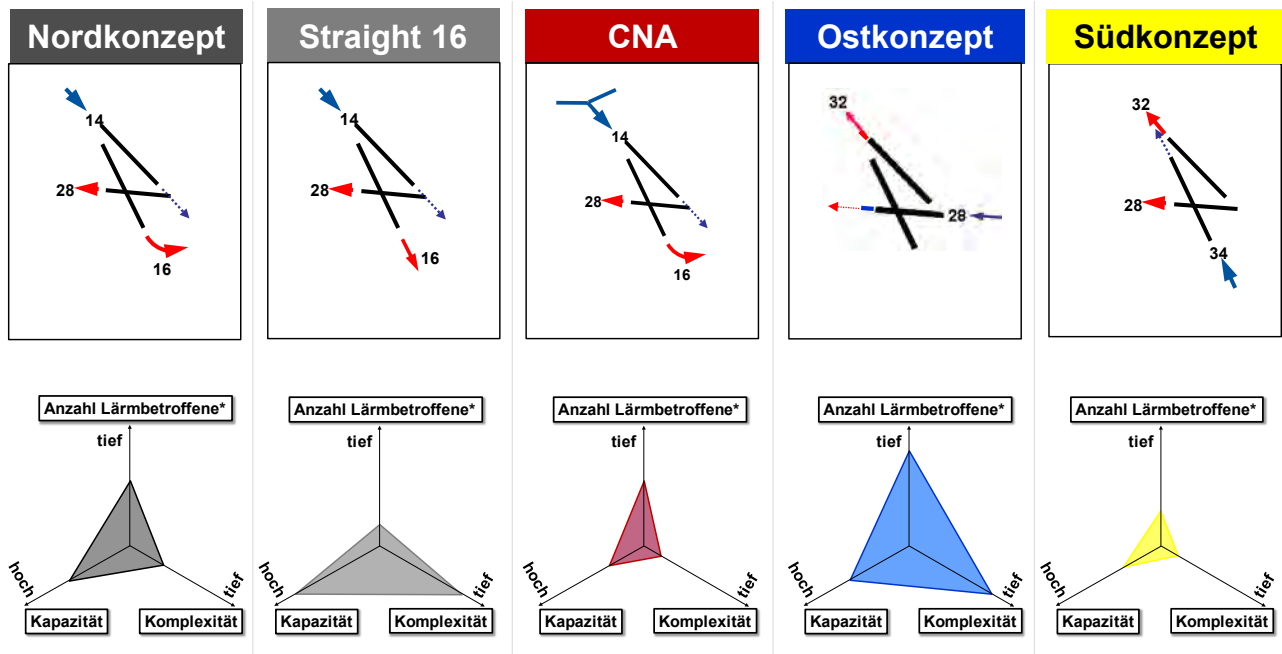 Nordkonzept
14
28
16
Anzahl Lärmbetroffene*
tief
hoch
tief
Kapazität
Komplexität
Straight 16
14
28
16
Anzahl Lärmbetroffene*
tief
hoch
tief
Kapazität
Komplexität
CNA
14
28
16
Anzahl Lärmbetroffene*
tief
hoch
tief
Kapazität
Komplexität
Ostkonzept
32
28
Anzahl Lärmbetroffene*
tief
hoch
tief
Kapazität
Komplexität
Südkonzept
32
28
34
Anzahl Lärmbetroffene*
tief
hoch
tief
Kapazität
Komplexität